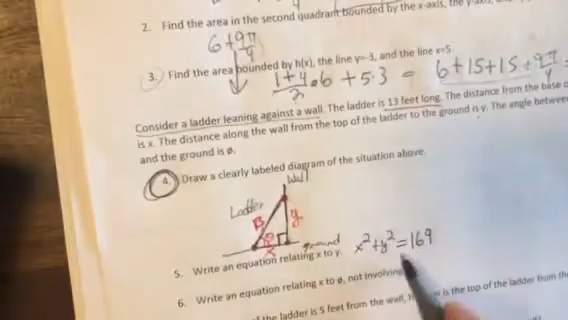 2. Find the area in the second quadrant bounded by the x-axis, the y-axis,
6+9π/4
3. Find the area bounded by h(x), the line y=-3, and the line x=5.
(1+4)/2 • 6 + 5·3 = 6+15+15+9π/4 =
Consider a ladder leaning against a wall. The ladder is 13 feet long. The distance from the base o
is x. The distance along the wall from the top of the ladder to the ground is y. The angle between
and the ground is ø.
4. Draw a clearly labeled diagram of the situation above.
Wall
Ladder
13
y
θ
x
ground
x²+y²=169
5. Write an equation relating x to y.
6. Write an equation relating x to ø, not involving
the ladder is 5 feet from the wall, is the top of the ladder from the